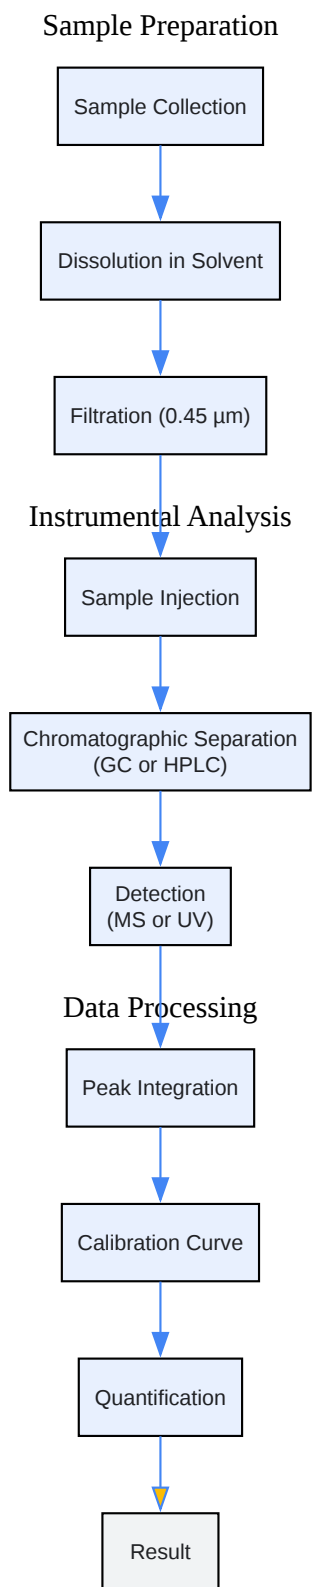 Sample Preparation
Sample Collection
Dissolution in Solvent
Filtration (0.45 µm)
Instrumental Analysis
Sample Injection
Chromatographic Separation
(GC or HPLC)
Detection
(MS or UV)
Data Processing
Peak Integration
Calibration Curve
Quantification
Result